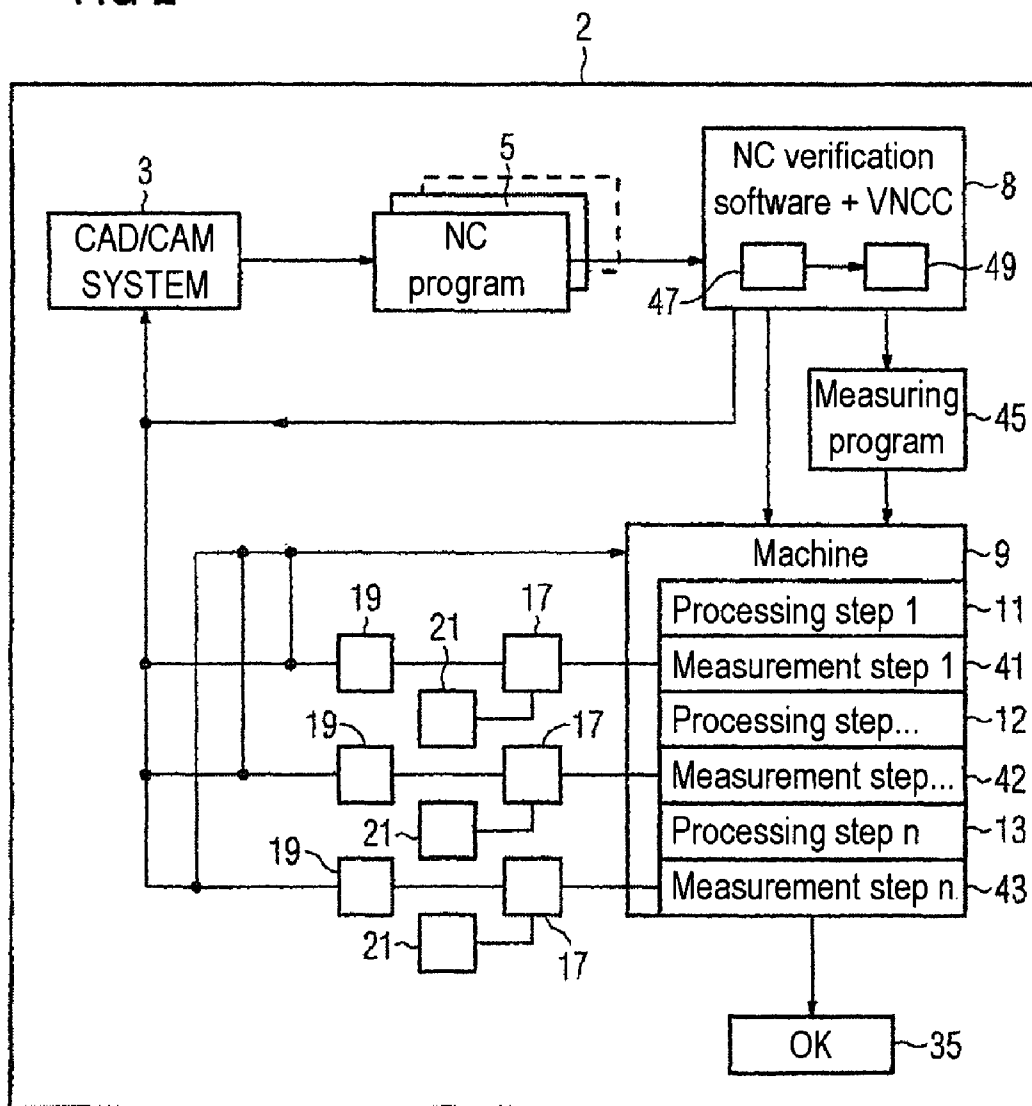 2
3
CAD/CAM
SYSTEM
5
NC
program
NC verification
software + VNCC
8
47
49
Measuring
program
45
Machine
9
Processing step 1
11
Measurement step 1
41
Processing step...
12
Measurement step...
42
Processing step n
13
Measurement step n
43
19
17
21
19
17
21
19
17
21
OK
35